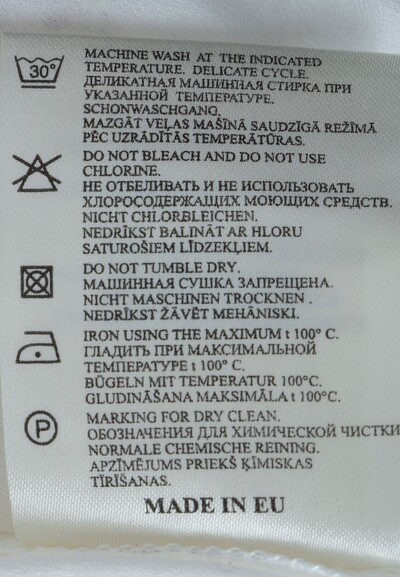 30°
MACHINE WASH AT THE INDICATED
TEMPERATURE. DELICATE CYCLE.
ДЕЛИКАТНАЯ МАШИННАЯ СТИРКА ПРИ
УКАЗАННОЙ ТЕМПЕРАТУРЕ.
SCHONWASCHGANG.
MAZGĀT VEĻAS MAŠĪNĀ SAUDZĪGĀ REŽĪMĀ
PĒC UZRĀDĪTĀS TEMPERATŪRAS.
DO NOT BLEACH AND DO NOT USE
CHLORINE.
НЕ ОТБЕЛИВАТЬ И НЕ ИСПОЛЬЗОВАТЬ
ХЛОРОСОДЕРЖАЩИХ МОЮЩИХ СРЕДСТВ.
NICHT CHLORBLEICHEN.
NEDRĪKST BALINĀT AR HLORU
SATUROŠIEM LĪDZEKĻIEM.
DO NOT TUMBLE DRY.
МАШИННАЯ СУШКА ЗАПРЕЩЕНА.
NICHT MASCHINEN TROCKNEN .
NEDRĪKST ŽĀVĒT MEHĀNISKI.
IRON USING THE MAXIMUM t 100° C.
ГЛАДИТЬ ПРИ МАКСИМАЛЬНОЙ
ТЕМПЕРАТУРЕ t 100° C.
BÜGELN MIT TEMPERATUR 100°C.
GLUDINĀŠANA MAKSIMĀLA t 100°C.
P
MARKING FOR DRY CLEAN.
ОБОЗНАЧЕНИЯ ДЛЯ ХИМИЧЕСКОЙ ЧИСТКИ
NORMALE CHEMISCHE REINING.
APZĪMĒJUMS PRIEKŠ ĶĪMISKAS
TĪRĪŠANAS.
MADE IN EU